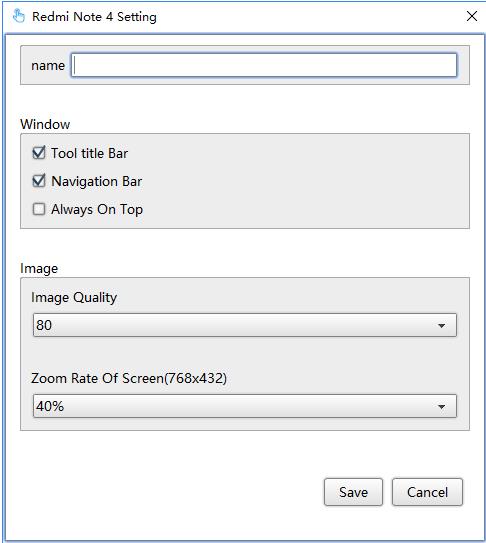 Redmi Note 4 Setting
name
Window
Tool title Bar
Navigation Bar
Always On Top
Image
Image Quality
80
Zoom Rate Of Screen(768x432)
40%
Save Cancel